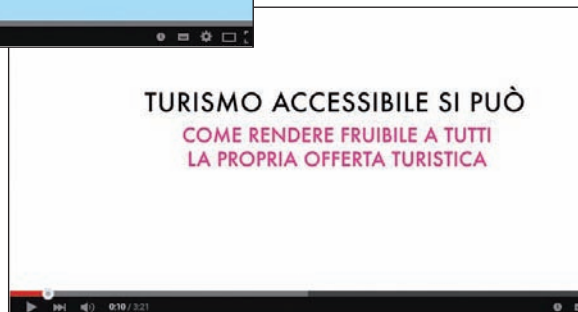 TURISMO ACCESSIBILE SI PUÒ
COME RENDERE FRUIBILE A TUTTI
LA PROPRIA OFFERTA TURISTICA
0:10 / 3:21